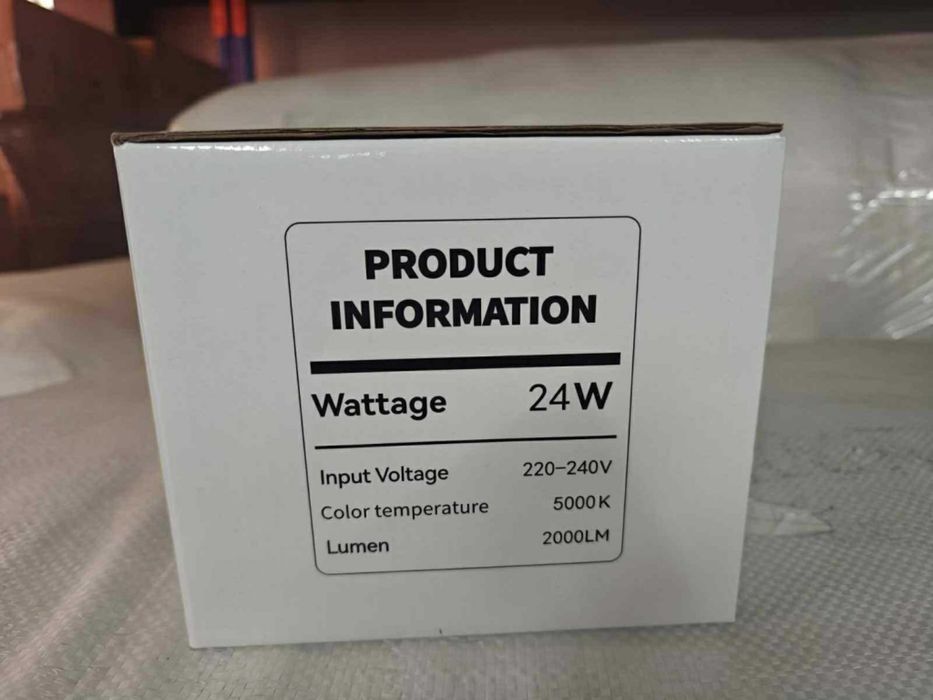 PRODUCT
INFORMATION
Wattage 24W
Input Voltage 220-240V
Color temperature 5000K
Lumen 2000LM